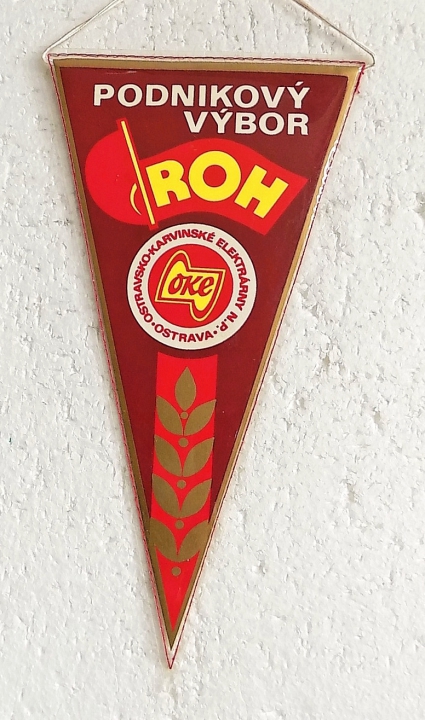 PODNIKOVÝ
VÝBOR
ROH
OSTRAVSKO-KARVINSKÉ ELEKTRÁRNY N.P.
OSTRAVA
OKE